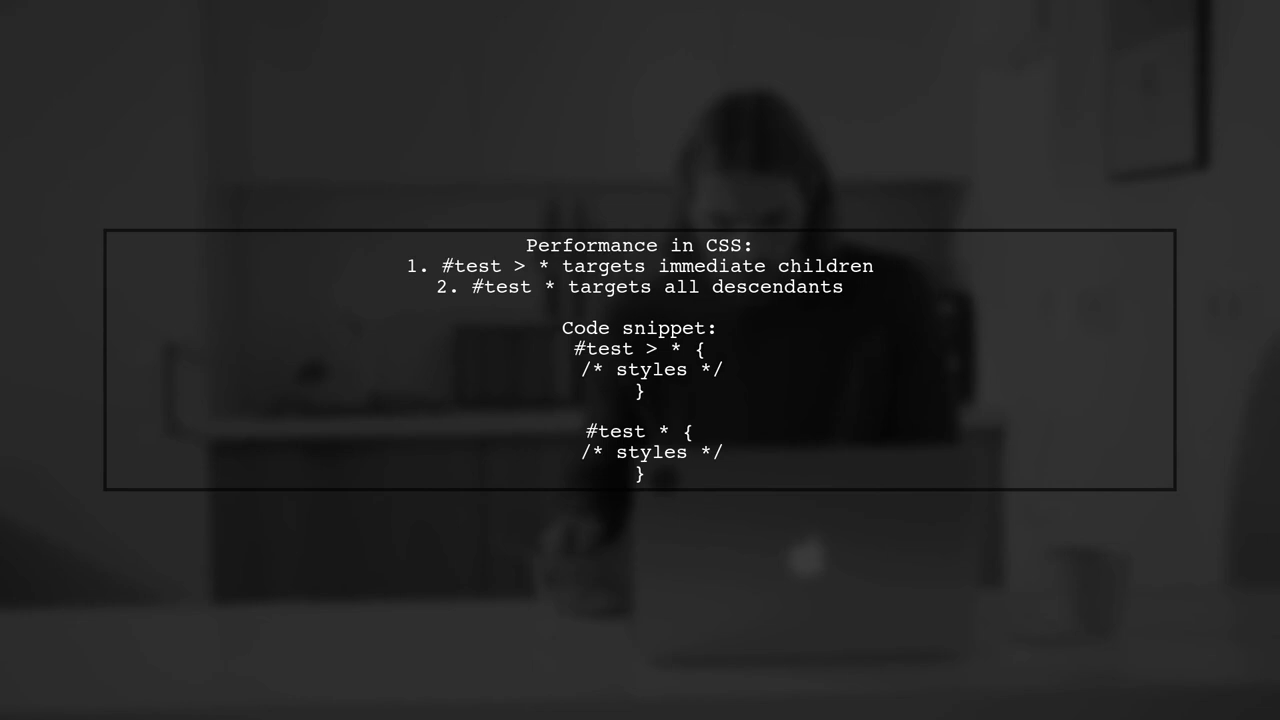 Performance in CSS:
1. #test > * targets immediate children
2. #test * targets all descendants
Code snippet:
#test > * {
/* styles */
}
#test * {
/* styles */
}